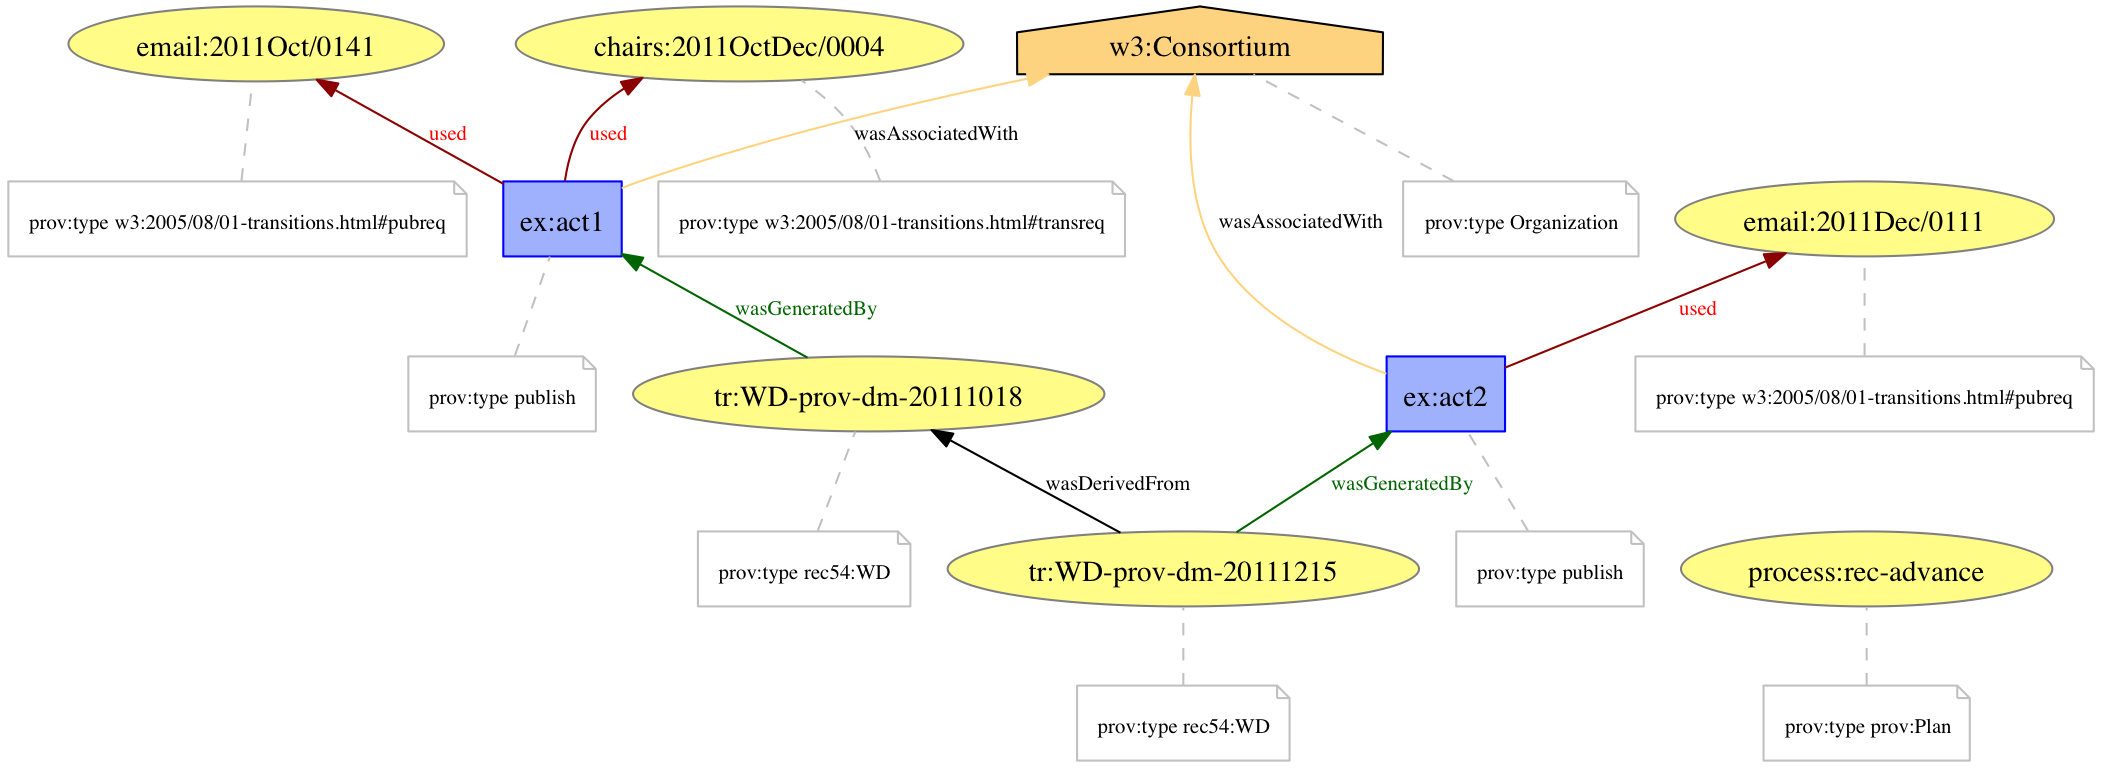 email:2011Oct/0141
chairs:2011OctDec/0004
w3:Consortium
used
used
wasAssociatedWith
prov:type w3:2005/08/01-transitions.html#pubreq
ex:act1
prov:type w3:2005/08/01-transitions.html#transreq
wasAssociatedWith
prov:type Organization
email:2011Dec/0111
wasGeneratedBy
used
prov:type publish
tr:WD-prov-dm-20111018
ex:act2
prov:type w3:2005/08/01-transitions.html#pubreq
wasDerivedFrom
wasGeneratedBy
prov:type rec54:WD
tr:WD-prov-dm-20111215
prov:type publish
process:rec-advance
prov:type rec54:WD
prov:type prov:Plan